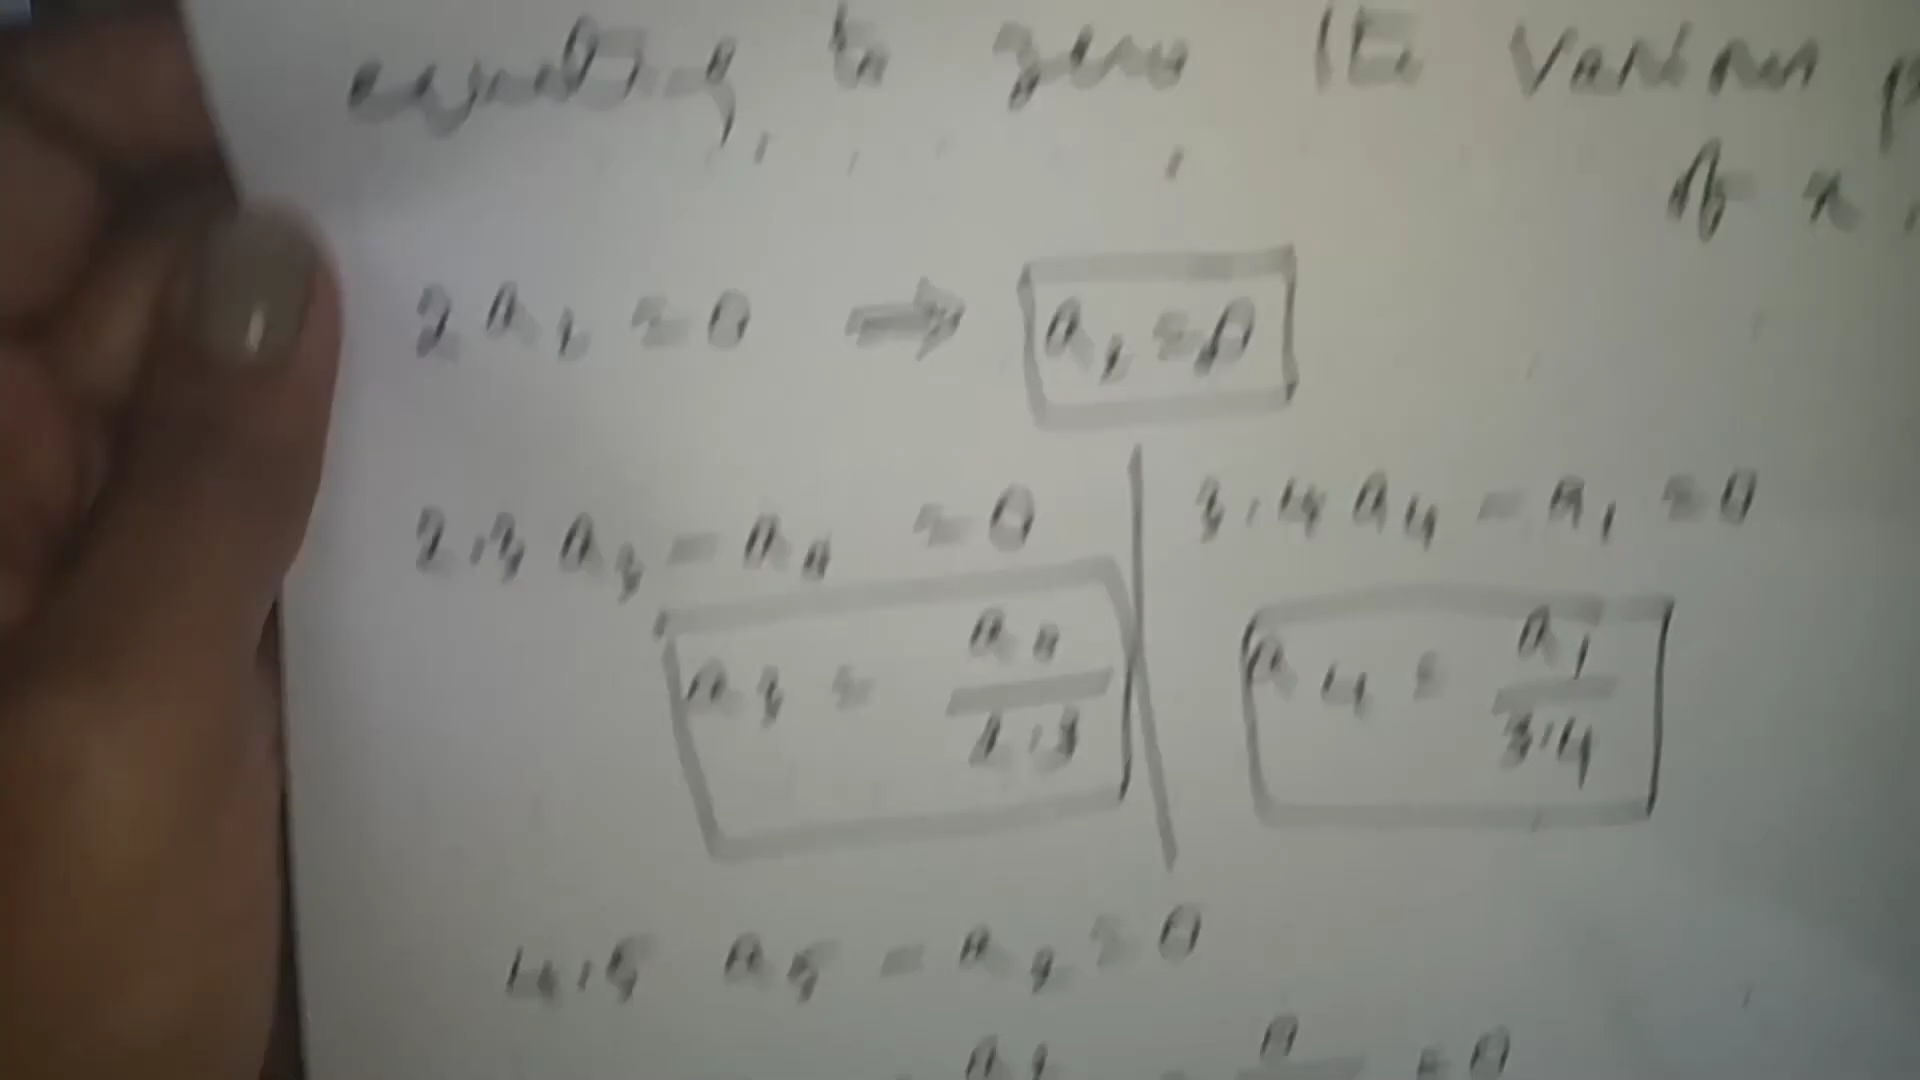 equating to zero the various p
of x.
2a₂ = 0 ⇒ a₂ = 0
2.3 a₃ - a₀ = 0
3.4 a₄ - a₁ = 0
a₃ = a₀/2.3
a₄ = a₁/3.4
4.5 a₅ - a₂ = 0